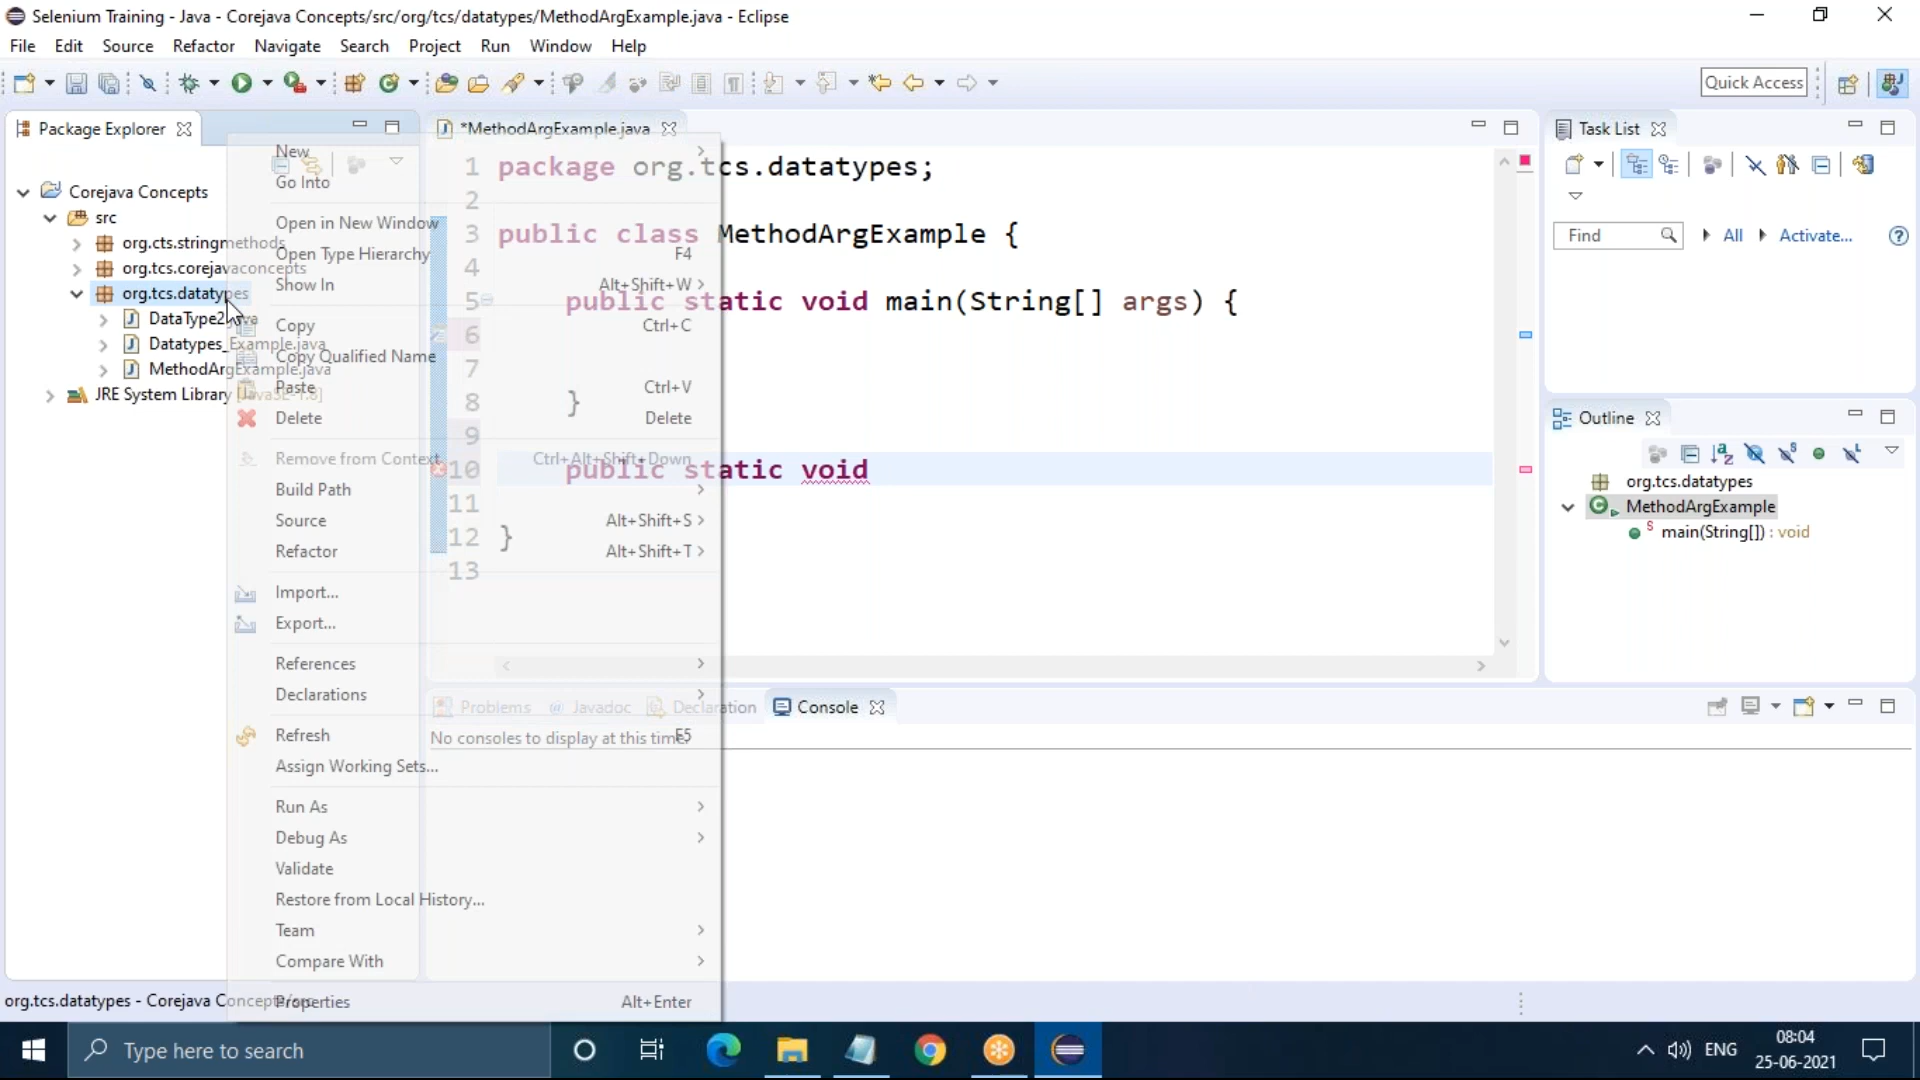 Selenium Training - Java - Corejava Concepts/src/org/tcs/datatypes/MethodArgExample.java - Eclipse
File Edit Source Refactor Navigate Search Project Run Window Help
Quick Access
Package Explorer
Corejava Concepts
src
org.cts.stringmethods
org.tcs.corejavaconcepts
org.tcs.datatypes
DataType2.java
Datatypes_Example.java
MethodArgExample.java
JRE System Library [JavaSE-1.8]
New
Go Into
Open in New Window
Open Type Hierarchy F4
Show In Alt+Shift+W >
Copy Ctrl+C
Copy Qualified Name
Paste Ctrl+V
Delete Delete
Remove from Context Ctrl+Alt+Shift+Down
Build Path
Source Alt+Shift+S >
Refactor Alt+Shift+T >
Import...
Export...
References
Declarations
Refresh F5
Assign Working Sets...
Run As
Debug As
Validate
Restore from Local History...
Team
Compare With
Properties Alt+Enter
*MethodArgExample.java
1 package org.tcs.datatypes;
2
3 public class MethodArgExample {
4
5 public static void main(String[] args) {
6
7
8 }
9
10 public static void
11
12 }
13
Problems @ Javadoc Declaration Console
No consoles to display at this time.
Task List
Find All Activate...
Outline
org.tcs.datatypes
MethodArgExample
main(String[]) : void
org.tcs.datatypes - Corejava Concepts/src
Type here to search
ENG
08:04
25-06-2021